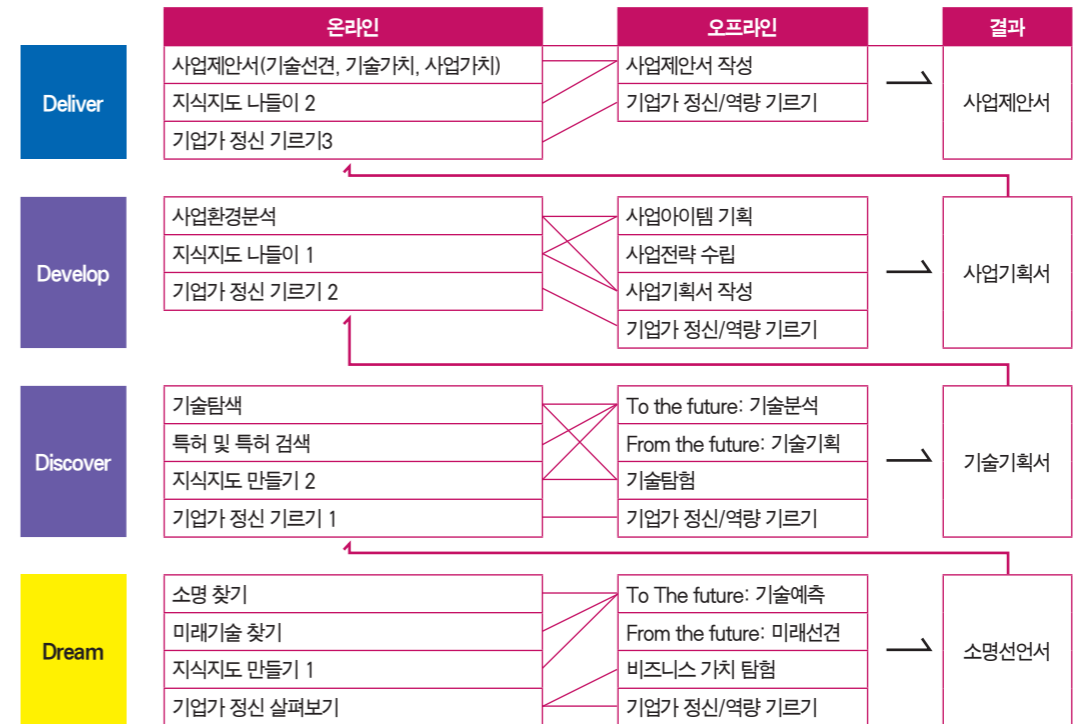 온라인
오프라인
결과
Deliver
사업제안서(기술선견, 기술가치, 사업가치)
지식지도 나들이 2
기업가 정신 기르기3
사업제안서 작성
기업가 정신/역량 기르기
사업제안서
Develop
사업환경분석
지식지도 나들이 1
기업가 정신 기르기 2
사업아이템 기획
사업전략 수립
사업기획서 작성
기업가 정신/역량 기르기
사업기획서
Discover
기술탐색
특허 및 특허 검색
지식지도 만들기 2
기업가 정신 기르기 1
To the future: 기술분석
From the future: 기술기획
기술탐험
기업가 정신/역량 기르기
기술기획서
Dream
소명 찾기
미래기술 찾기
지식지도 만들기 1
기업가 정신 살펴보기
To The future: 기술예측
From the future: 미래선견
비즈니스 가치 탐험
기업가 정신/역량 기르기
소명선언서